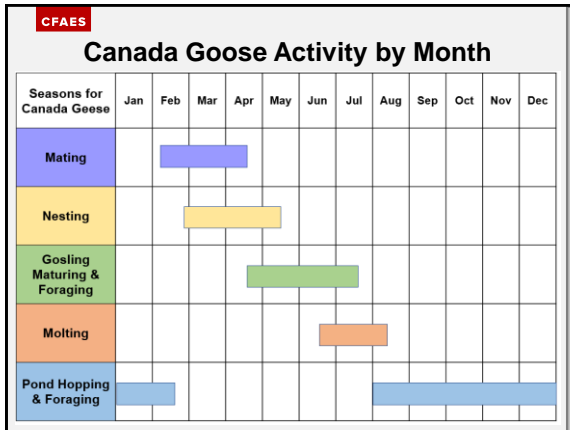 CFAES
Canada Goose Activity by Month
Seasons for
Canada Geese
Jan Feb Mar Apr May Jun Jul Aug Sep Oct Nov Dec
Mating
Nesting
Gosling
Maturing &
Foraging
Molting
Pond Hopping
& Foraging